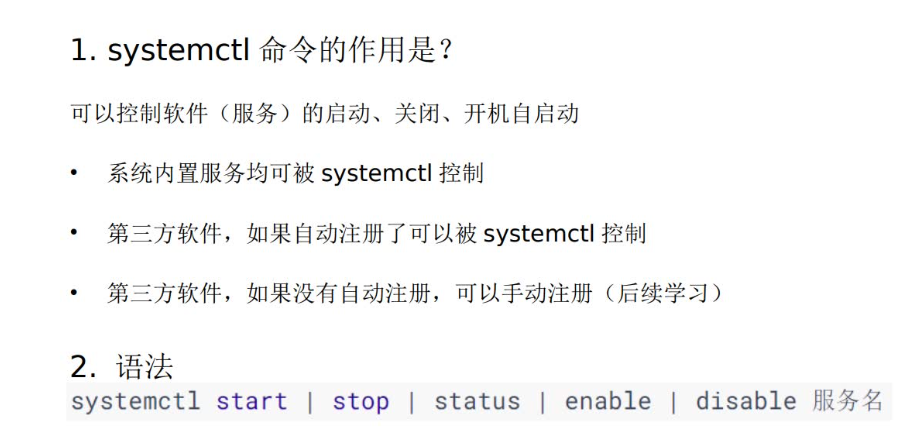 1. systemctl 命令的作用是？
可以控制软件（服务）的启动、关闭、开机自启动
• 系统内置服务均可被 systemctl 控制
• 第三方软件，如果自动注册了可以被 systemctl 控制
• 第三方软件，如果没有自动注册，可以手动注册（后续学习）
2. 语法
systemctl start | stop | status | enable | disable 服务名